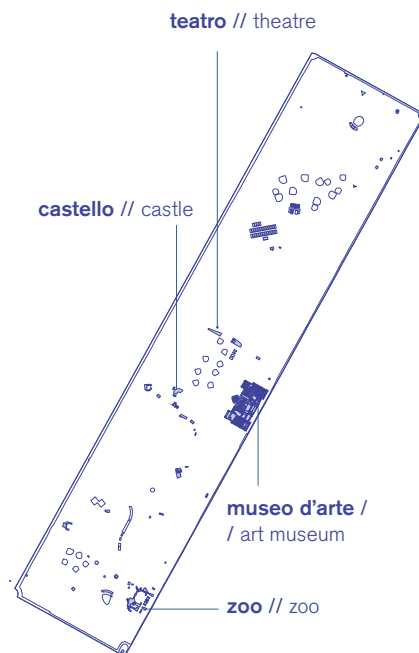 teatro // theatre
castello // castle
museo d'arte /
/ art museum
zoo // zoo